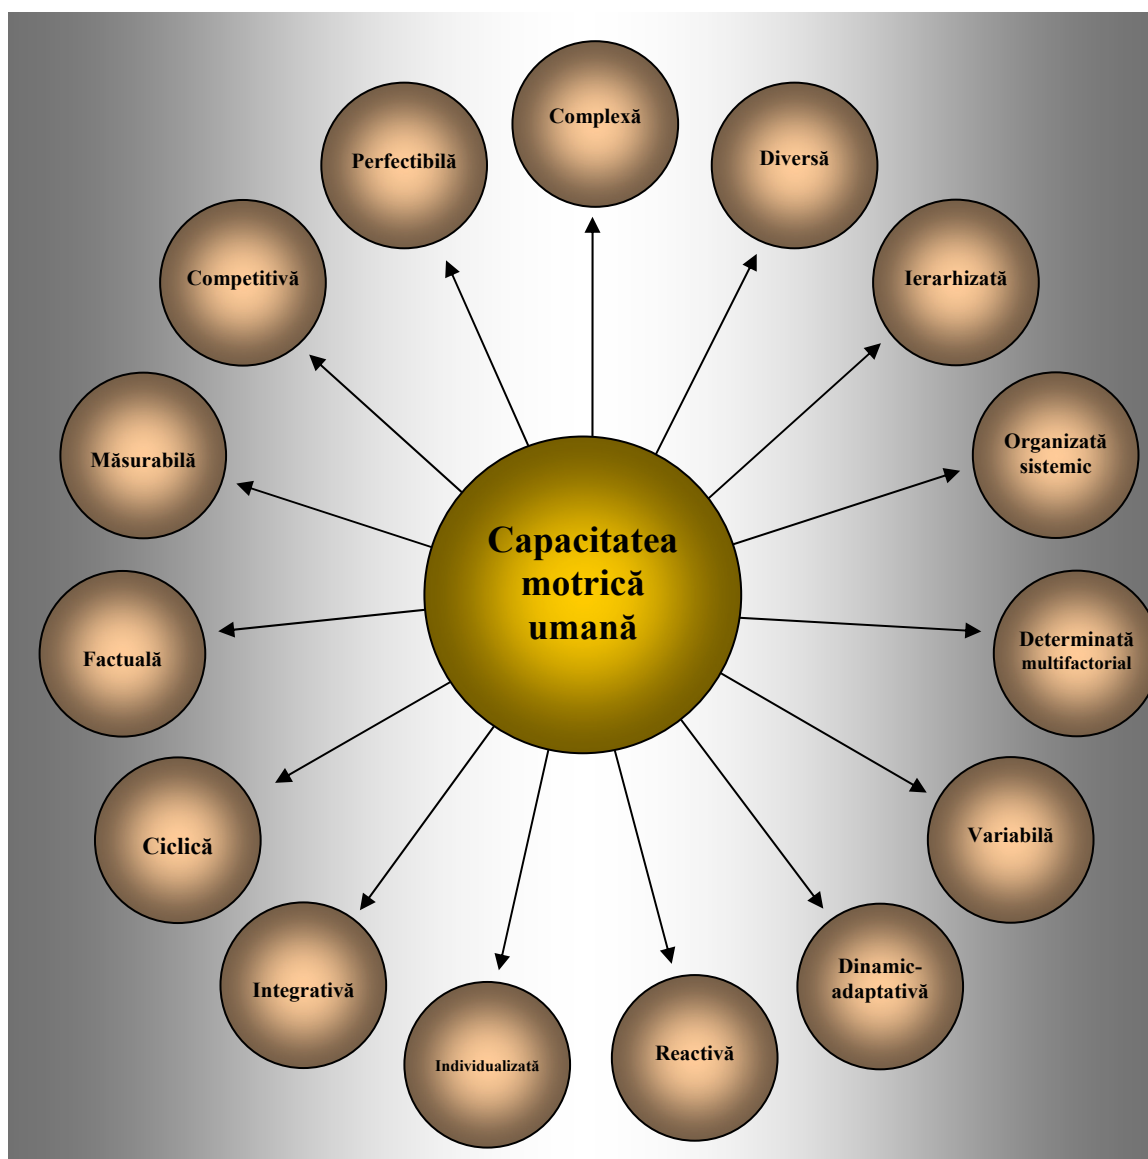 Complexă
Diversă
Ierarhizată
Organizată
sistemic
Determinată
multifactorial
Variabilă
Dinamic-
adaptativă
Reactivă
Individualizată
Integrativă
Ciclică
Factuală
Măsurabilă
Competitivă
Perfectibilă
Capacitatea
motrică
umană